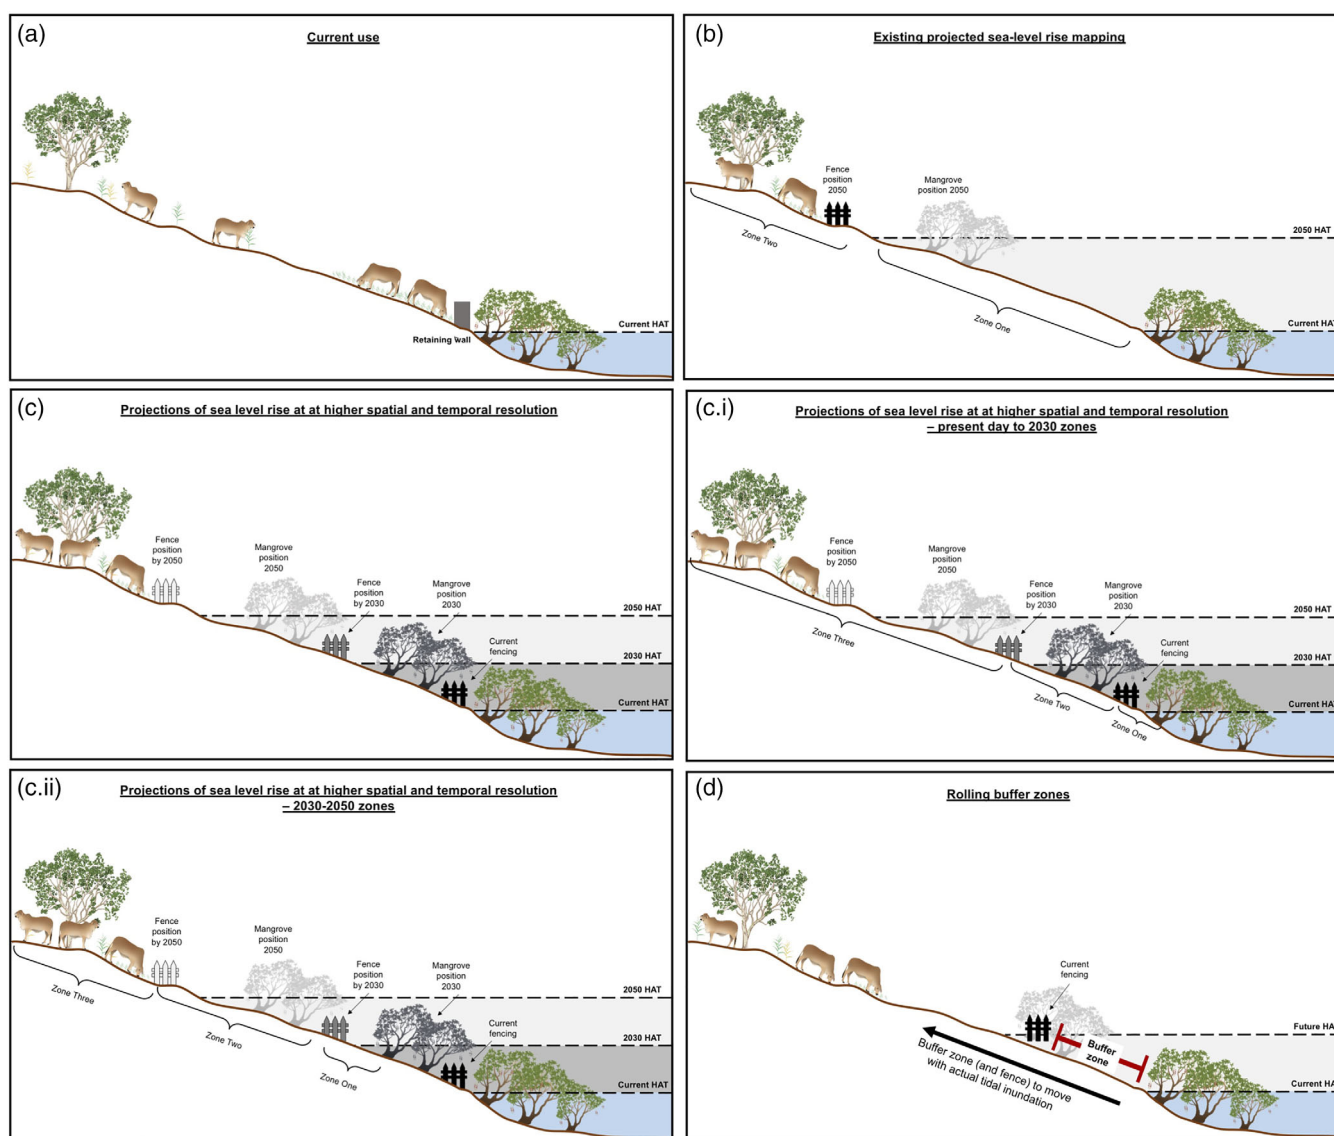 (a)
Current use
Current HAT
Retaining wall
(b)
Existing projected sea-level rise mapping
Fence
position
2050
Mangrove
position 2050
Zone Two
2050 HAT
Zone One
Current HAT
(c)
Projections of sea level rise at at higher spatial and temporal resolution
Fence
position
by 2050
Mangrove
position
2050
Fence
position
by 2030
Mangrove
position
2030
2050 HAT
Current
fencing
2030 HAT
Current HAT
(c.i)
Projections of sea level rise at at higher spatial and temporal resolution
– present day to 2030 zones
Fence
position
by 2050
Mangrove
position
2050
Fence
position
by 2030
Mangrove
position
2030
2050 HAT
Zone Three
Current
fencing
2030 HAT
Zone Two
Current HAT
Zone One
(c.ii)
Projections of sea level rise at at higher spatial and temporal resolution
– 2030-2050 zones
Fence
position
by 2050
Mangrove
position
2050
Fence
position
by 2030
Mangrove
position
2030
2050 HAT
Zone Three
Current
fencing
Zone Two
2030 HAT
Zone One
Current HAT
(d)
Rolling buffer zones
Current
fencing
Future HA
Buffer
zone
Buffer zone (and fence) to move
with actual tidal inundation
Current HA